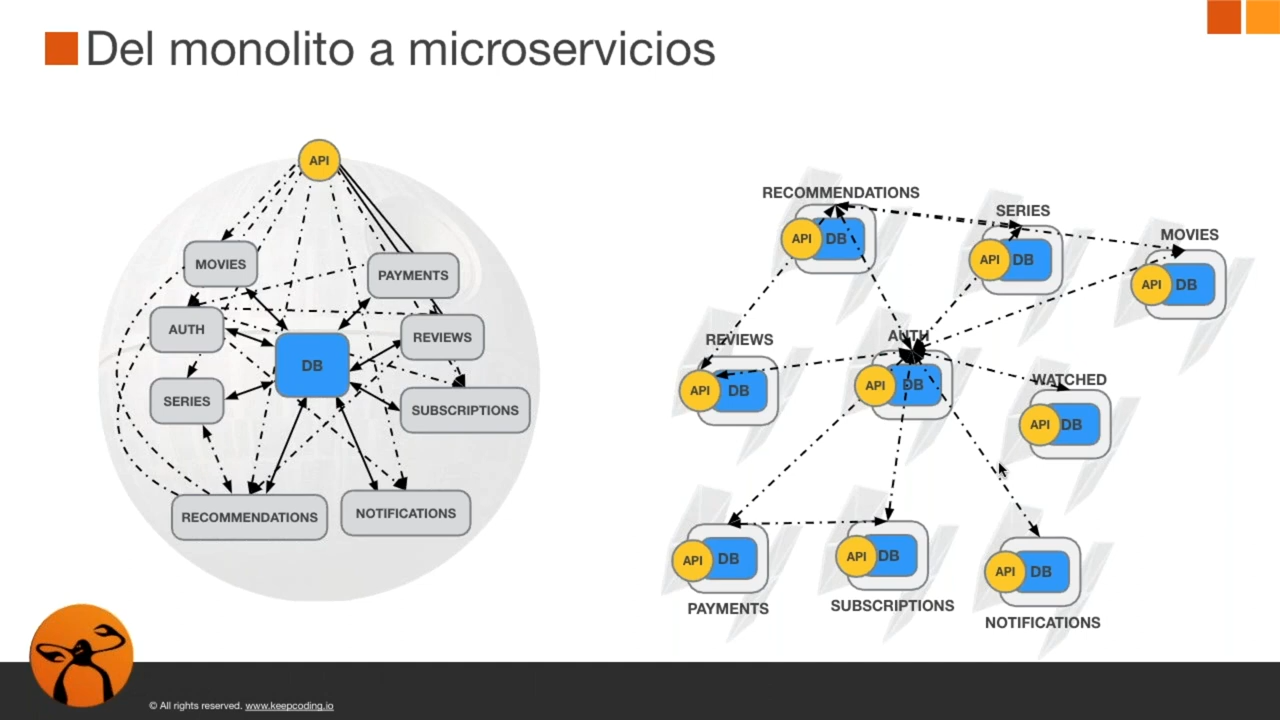 Del monolito a microservicios
API
MOVIES
PAYMENTS
AUTH
REVIEWS
DB
SERIES
SUBSCRIPTIONS
RECOMMENDATIONS
NOTIFICATIONS
RECOMMENDATIONS
API DB
SERIES
API DB
MOVIES
API DB
REVIEWS
API DB
AUTH
API DB
WATCHED
API DB
API DB
PAYMENTS
API DB
SUBSCRIPTIONS
API DB
NOTIFICATIONS
© All rights reserved. www.keepcoding.io